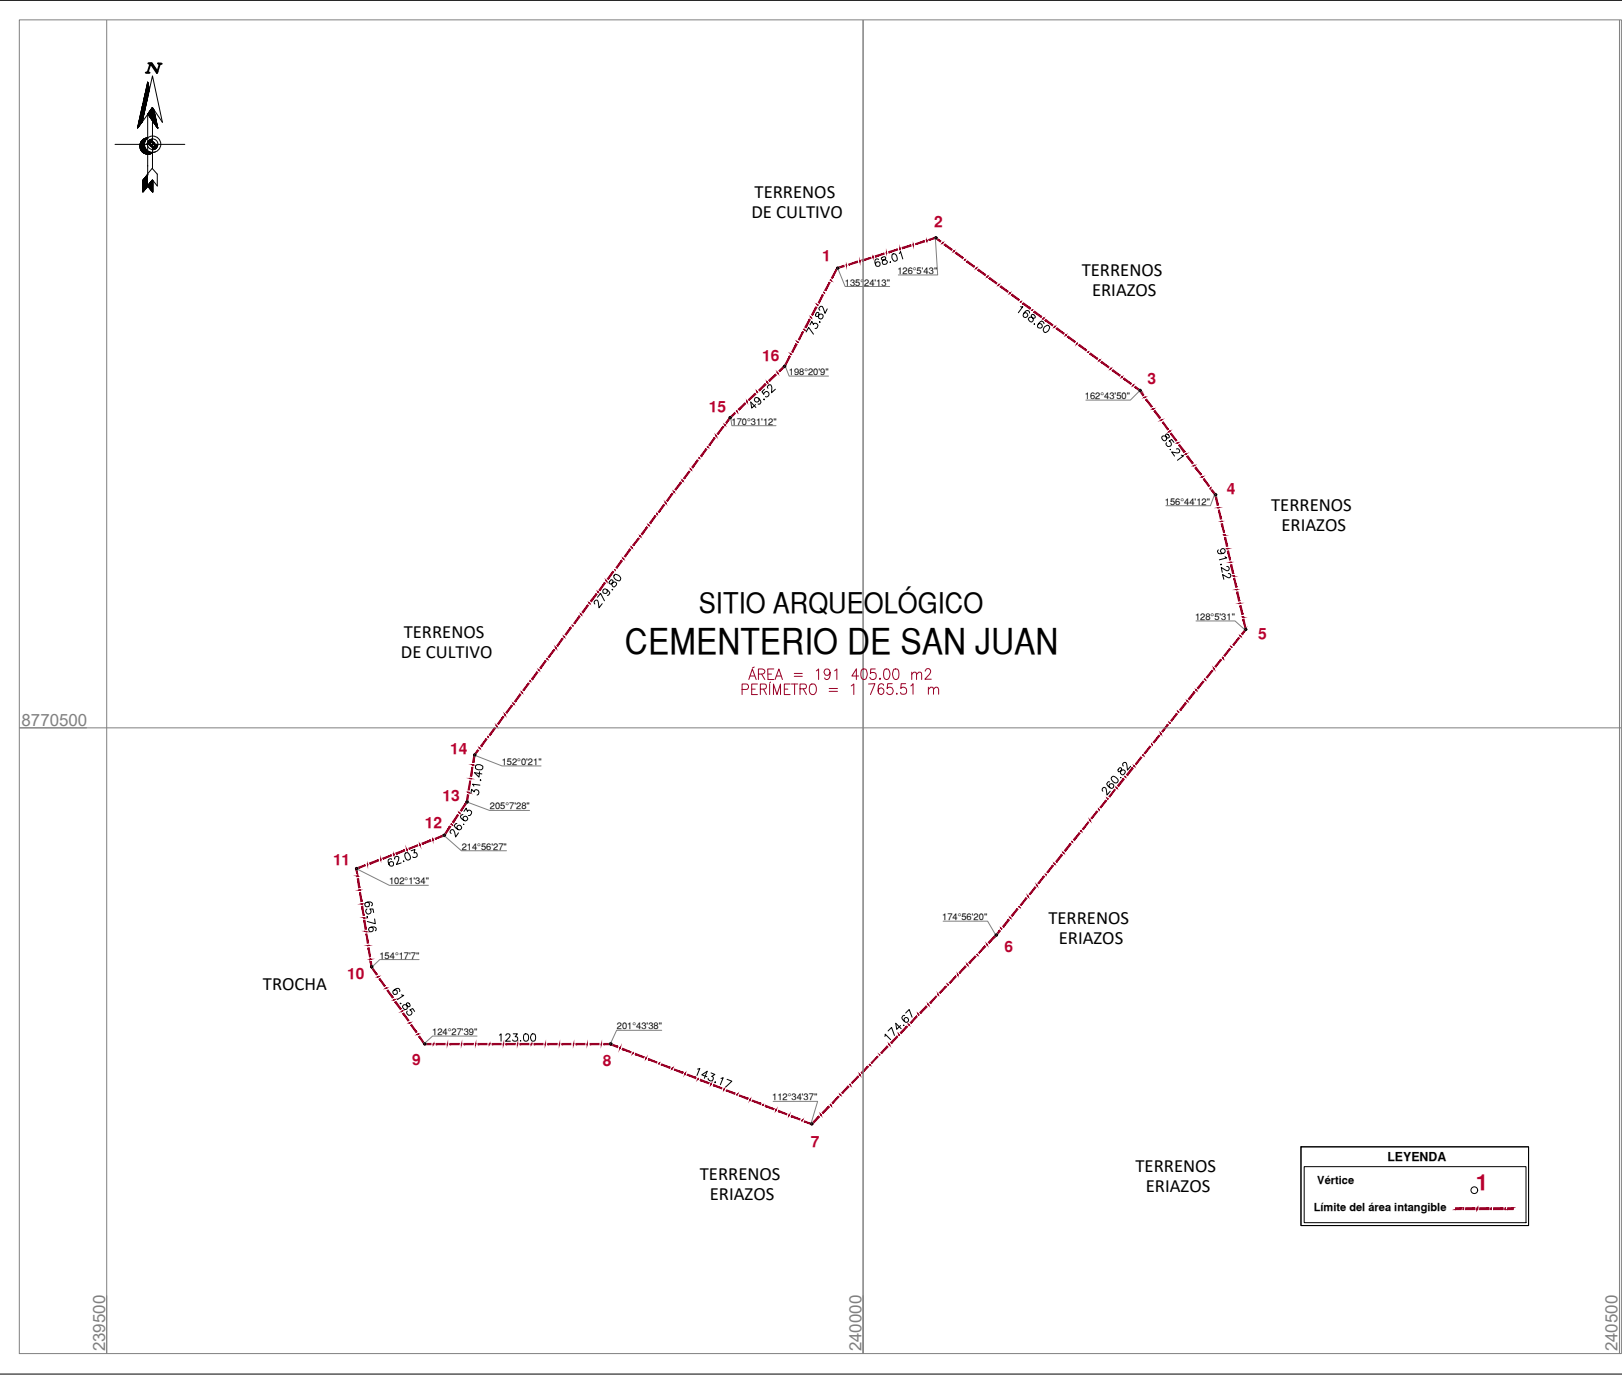 N
TERRENOS
DE CULTIVO
2
1
68.01
126°5'43"
135°24'13"
TERRENOS
ERIAZOS
168.60
73.82
16
198°20'9"
3
162°43'50"
49.52
15
170°31'12"
85.21
4
156°44'12"
TERRENOS
ERIAZOS
91.22
279.80
128°5'31"
5
SITIO ARQUEOLÓGICO
CEMENTERIO DE SAN JUAN
ÁREA = 191 405.00 m2
PERÍMETRO = 1 765.51 m
TERRENOS
DE CULTIVO
8770500
14
152°0'21"
31.40
13
205°7'28"
26.63
12
214°56'27"
260.82
11
62.03
102°1'34"
65.76
174°56'20"
6
TERRENOS
ERIAZOS
154°17'7"
10
TROCHA
61.85
124°27'39"
9
123.00
201°43'38"
8
174.67
143.17
112°34'37"
7
TERRENOS
ERIAZOS
TERRENOS
ERIAZOS
LEYENDA
Vértice
1
Límite del área intangible
239500
240000
240500